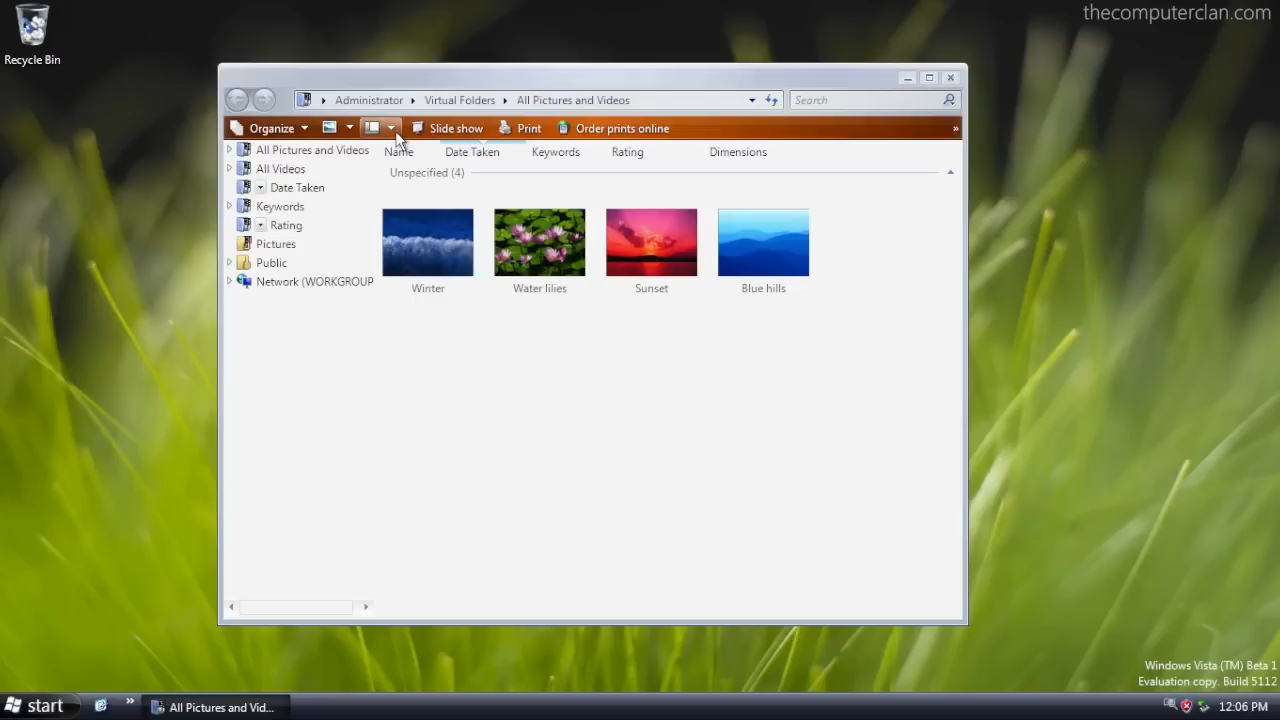 thecomputerclan.com
Recycle Bin
Administrator Virtual Folders All Pictures and Videos Search
Organize Slide show Print Order prints online »
All Pictures and Videos
All Videos
Date Taken
Keywords
Rating
Pictures
Public
Network (WORKGROUP
Name Date Taken Keywords Rating Dimensions
Unspecified (4)
Winter Water lilies Sunset Blue hills
Windows Vista (TM) Beta 1
Evaluation copy. Build 5112
start » All Pictures and Vid... 12:06 PM